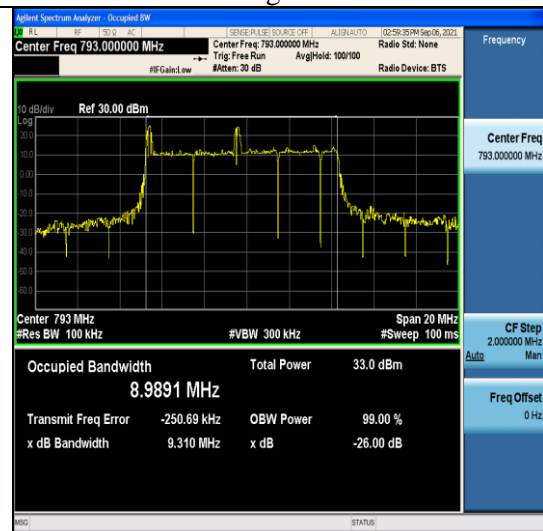 Agilent Spectrum Analyzer - Occupied BW
RL RF 50 Ω AC SENSE:PULSE SOURCE OFF ALIGN AUTO 02:59:35 PM Sep 06, 2021
Center Freq 793.000000 MHz
Center Freq: 793.000000 MHz
Radio Std: None
Trig: Free Run Avg|Hold: 100/100
#IFGain:Low #Atten: 30 dB Radio Device: BTS
Frequency
10 dB/div Ref 30.00 dBm
Log
20.0
10.0
0.00
-10.0
-20.0
-30.0
-40.0
-50.0
-60.0
Center 793 MHz Span 20 MHz
#Res BW 100 kHz #VBW 300 kHz #Sweep 100 ms
Occupied Bandwidth Total Power 33.0 dBm
8.9891 MHz
Transmit Freq Error -250.69 kHz OBW Power 99.00 %
x dB Bandwidth 9.310 MHz x dB -26.00 dB
Center Freq
793.000000 MHz
CF Step
2.000000 MHz
Auto Man
Freq Offset
0 Hz
MSG STATUS